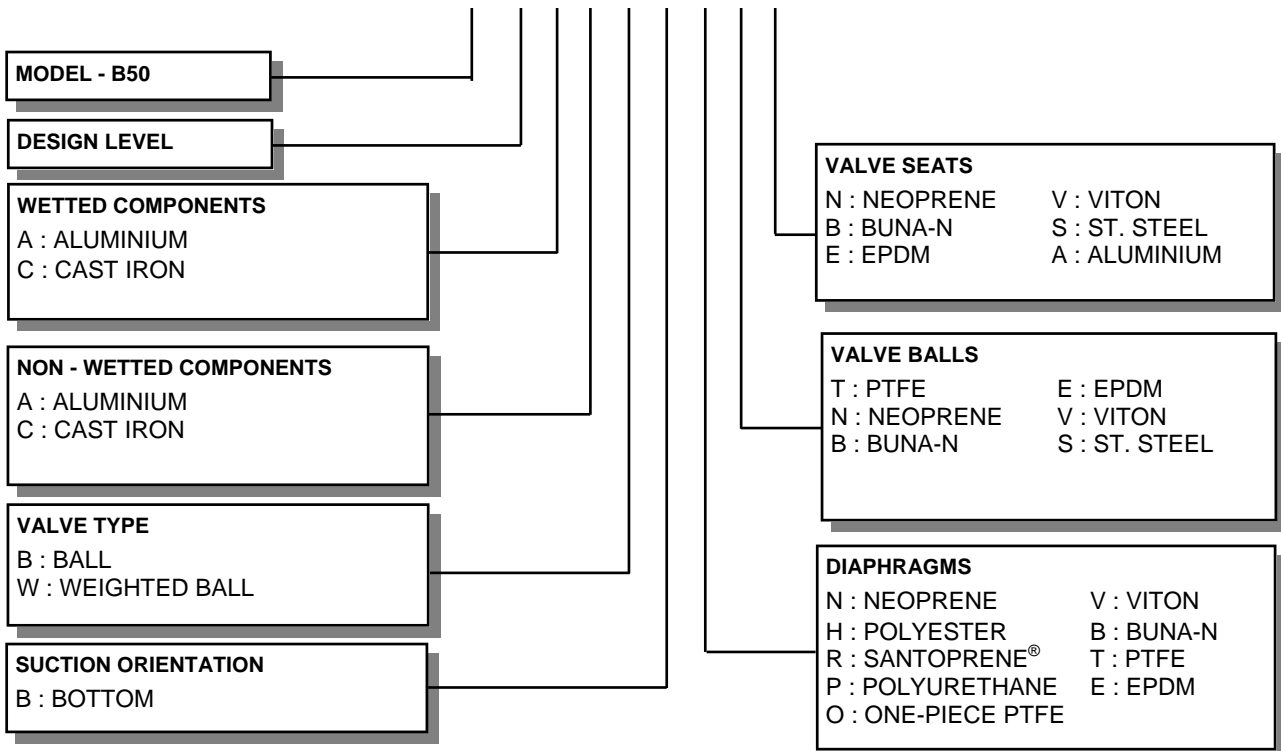 MODEL - B50
DESIGN LEVEL
WETTED COMPONENTS
A : ALUMINIUM
C : CAST IRON
NON - WETTED COMPONENTS
A : ALUMINIUM
C : CAST IRON
VALVE TYPE
B : BALL
W : WEIGHTED BALL
SUCTION ORIENTATION
B : BOTTOM
VALVE SEATS
N : NEOPRENE V : VITON
B : BUNA-N S : ST. STEEL
E : EPDM A : ALUMINIUM
VALVE BALLS
T : PTFE E : EPDM
N : NEOPRENE V : VITON
B : BUNA-N S : ST. STEEL
DIAPHRAGMS
N : NEOPRENE V : VITON
H : POLYESTER B : BUNA-N
R : SANTOPRENE® T : PTFE
P : POLYURETHANE E : EPDM
O : ONE-PIECE PTFE